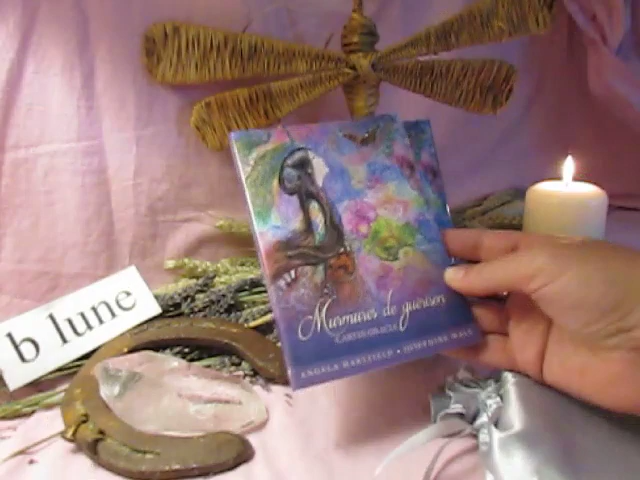 b lune
Murmures de guérison
CARTES ORACLE
ANGELA HARTFIELD • JOSEPHINE WALL